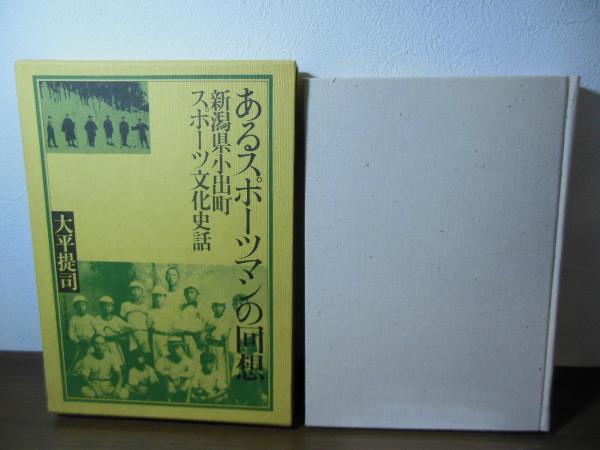 あるスポーツマンの回想
新潟県小出町
スポーツ文化史話
大平提司